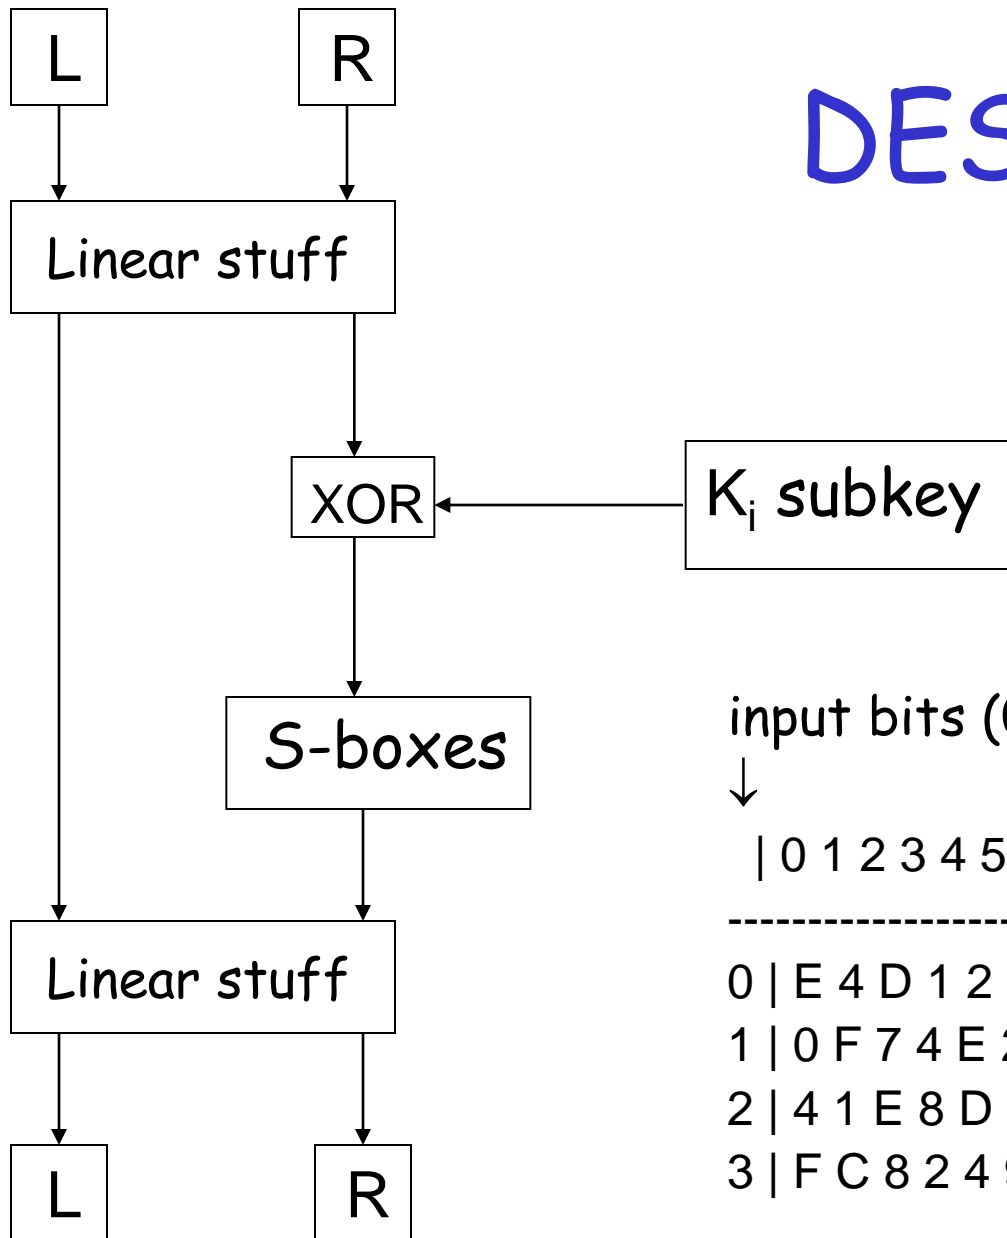 L R
DES
Linear stuff
XOR
Kᵢ subkey
S-boxes
input bits (
↓
| 0 1 2 3 4 5
-----------------
0 | E 4 D 1 2
1 | 0 F 7 4 E
2 | 4 1 E 8 D
3 | F C 8 2 4
Linear stuff
L R